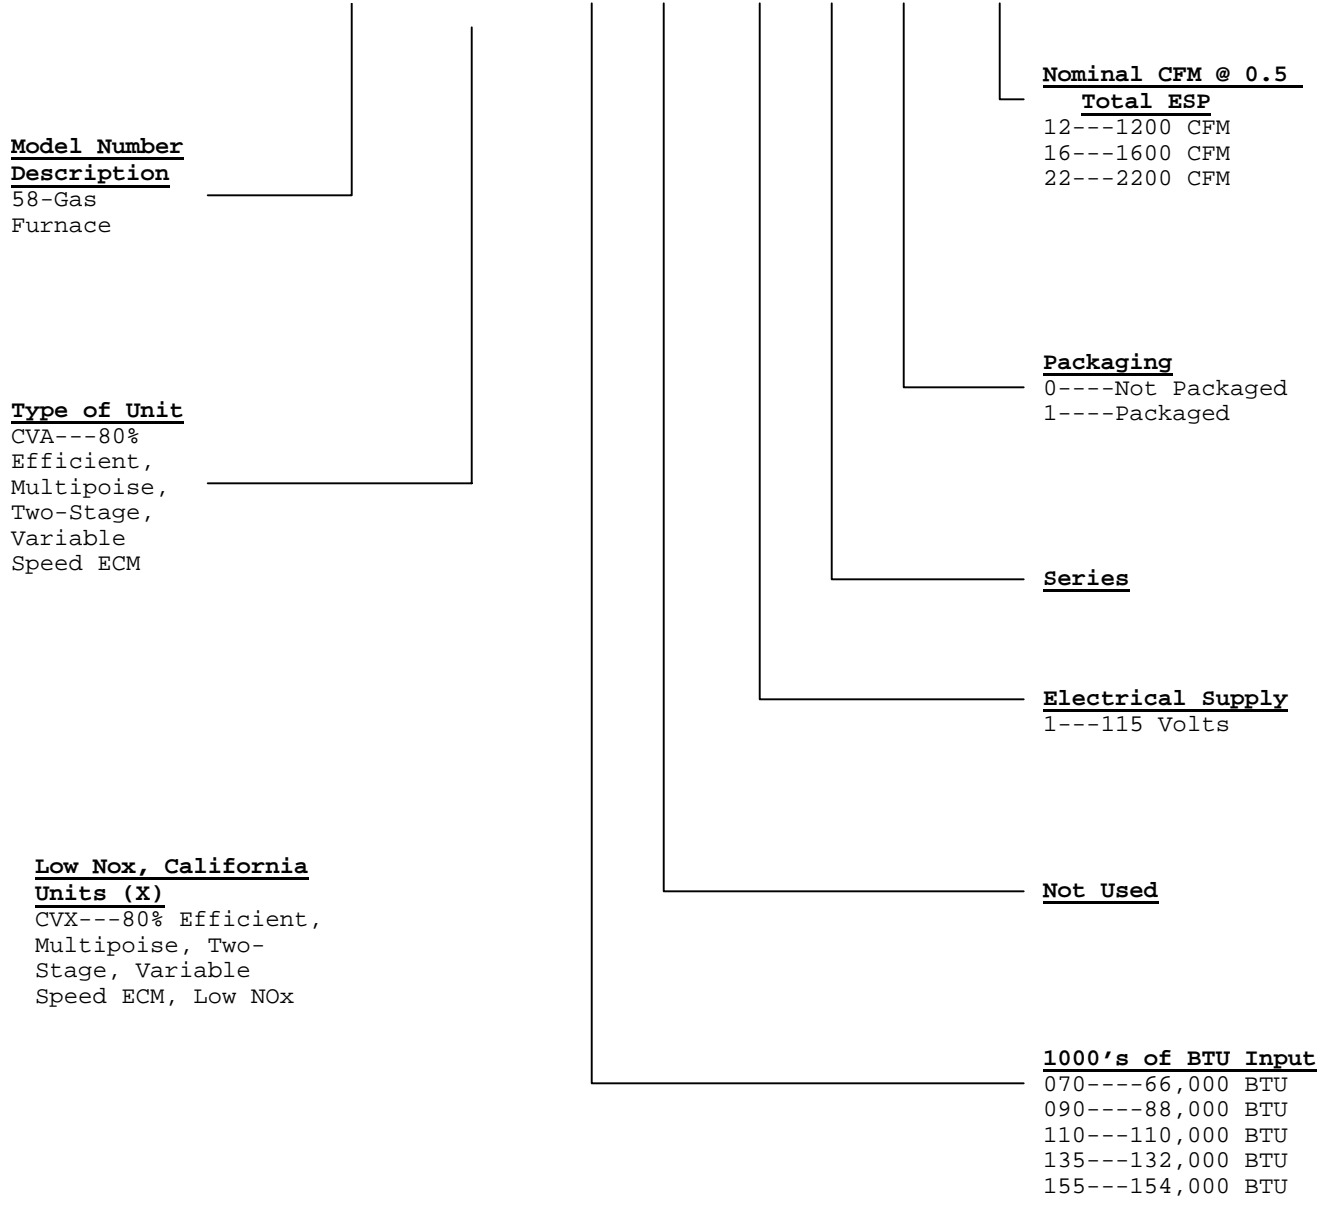 Model Number
Description
58-Gas
Furnace
Type of Unit
CVA---80%
Efficient,
Multipoise,
Two-Stage,
Variable
Speed ECM
Low Nox, California
Units (X)
CVX---80% Efficient,
Multipoise, Two-
Stage, Variable
Speed ECM, Low NOx
Nominal CFM @ 0.5
Total ESP
12---1200 CFM
16---1600 CFM
22---2200 CFM
Packaging
0----Not Packaged
1----Packaged
Series
Electrical Supply
1---115 Volts
Not Used
1000's of BTU Input
070----66,000 BTU
090----88,000 BTU
110---110,000 BTU
135---132,000 BTU
155---154,000 BTU